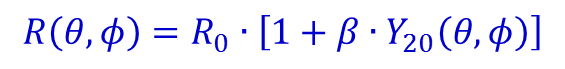 R(θ,ϕ) = R₀ · [1 + β · Y₂₀(θ,ϕ)]